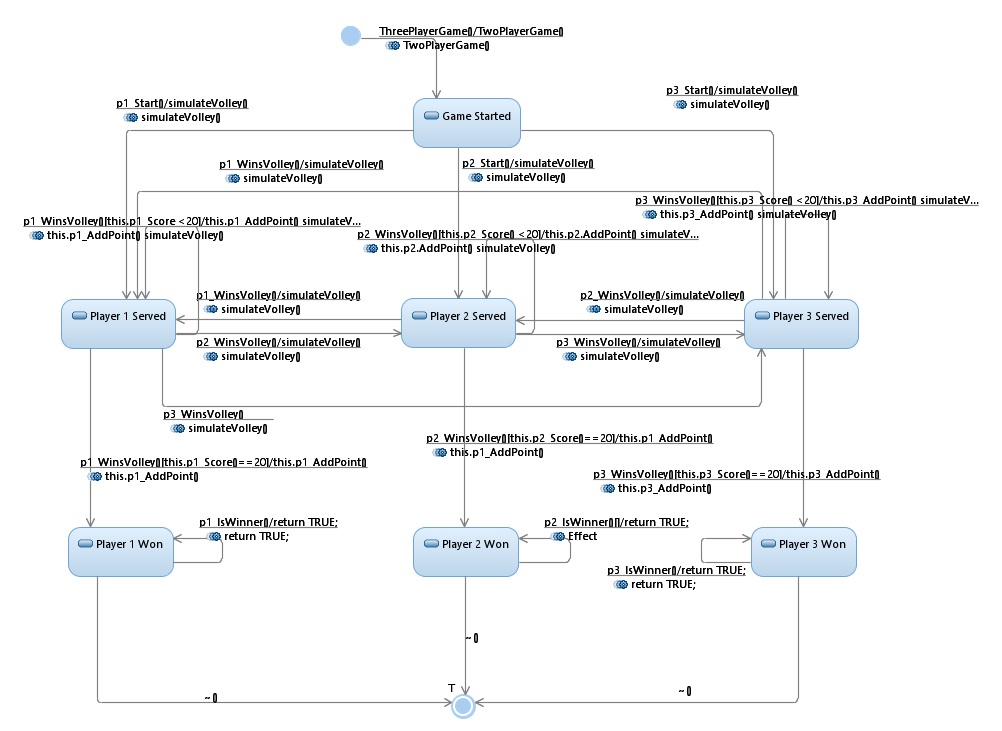 ThreePlayerGame()/TwoPlayerGame()
TwoPlayerGame()
p3_Start()/simulateVolley()
simulateVolley()
p1_Start()/simulateVolley()
simulateVolley()
Game Started
p1_WinsVolley()/simulateVolley()
simulateVolley()
p2_Start()/simulateVolley()
simulateVolley()
p3_WinsVolley()[this.p3_Score() <20]/this.p3_AddPoint() simulateV...
this.p3_AddPoint() simulateVolley()
p1_WinsVolley()[this.p1_Score <20]/this.p1_AddPoint() simulateV...
this.p1_AddPoint() simulateVolley()
p2_WinsVolley()[this.p2_Score() <20]/this.p2.AddPoint() simulateV...
this.p2.AddPoint() simulateVolley()
p1_WinsVolley()/simulateVolley()
simulateVolley()
p2_WinsVolley()/simulateVolley()
simulateVolley()
Player 1 Served
Player 2 Served
Player 3 Served
p2_WinsVolley()/simulateVolley()
simulateVolley()
p3_WinsVolley()/simulateVolley()
simulateVolley()
p3_WinsVolley()
simulateVolley()
p2_WinsVolley()[this.p2_Score()==20]/this.p1_AddPoint()
this.p1_AddPoint()
p1_WinsVolley()[this.p1_Score()==20]/this.p1_AddPoint()
this.p1_AddPoint()
p3_WinsVolley()[this.p3_Score()==20]/this.p3_AddPoint()
this.p3_AddPoint()
p1_IsWinner()/return TRUE;
return TRUE;
p2_IsWinner()[]/return TRUE;
Effect
Player 1 Won
Player 2 Won
Player 3 Won
p3_IsWinner()/return TRUE;
return TRUE;
~ ()
T
~ ()
~ ()